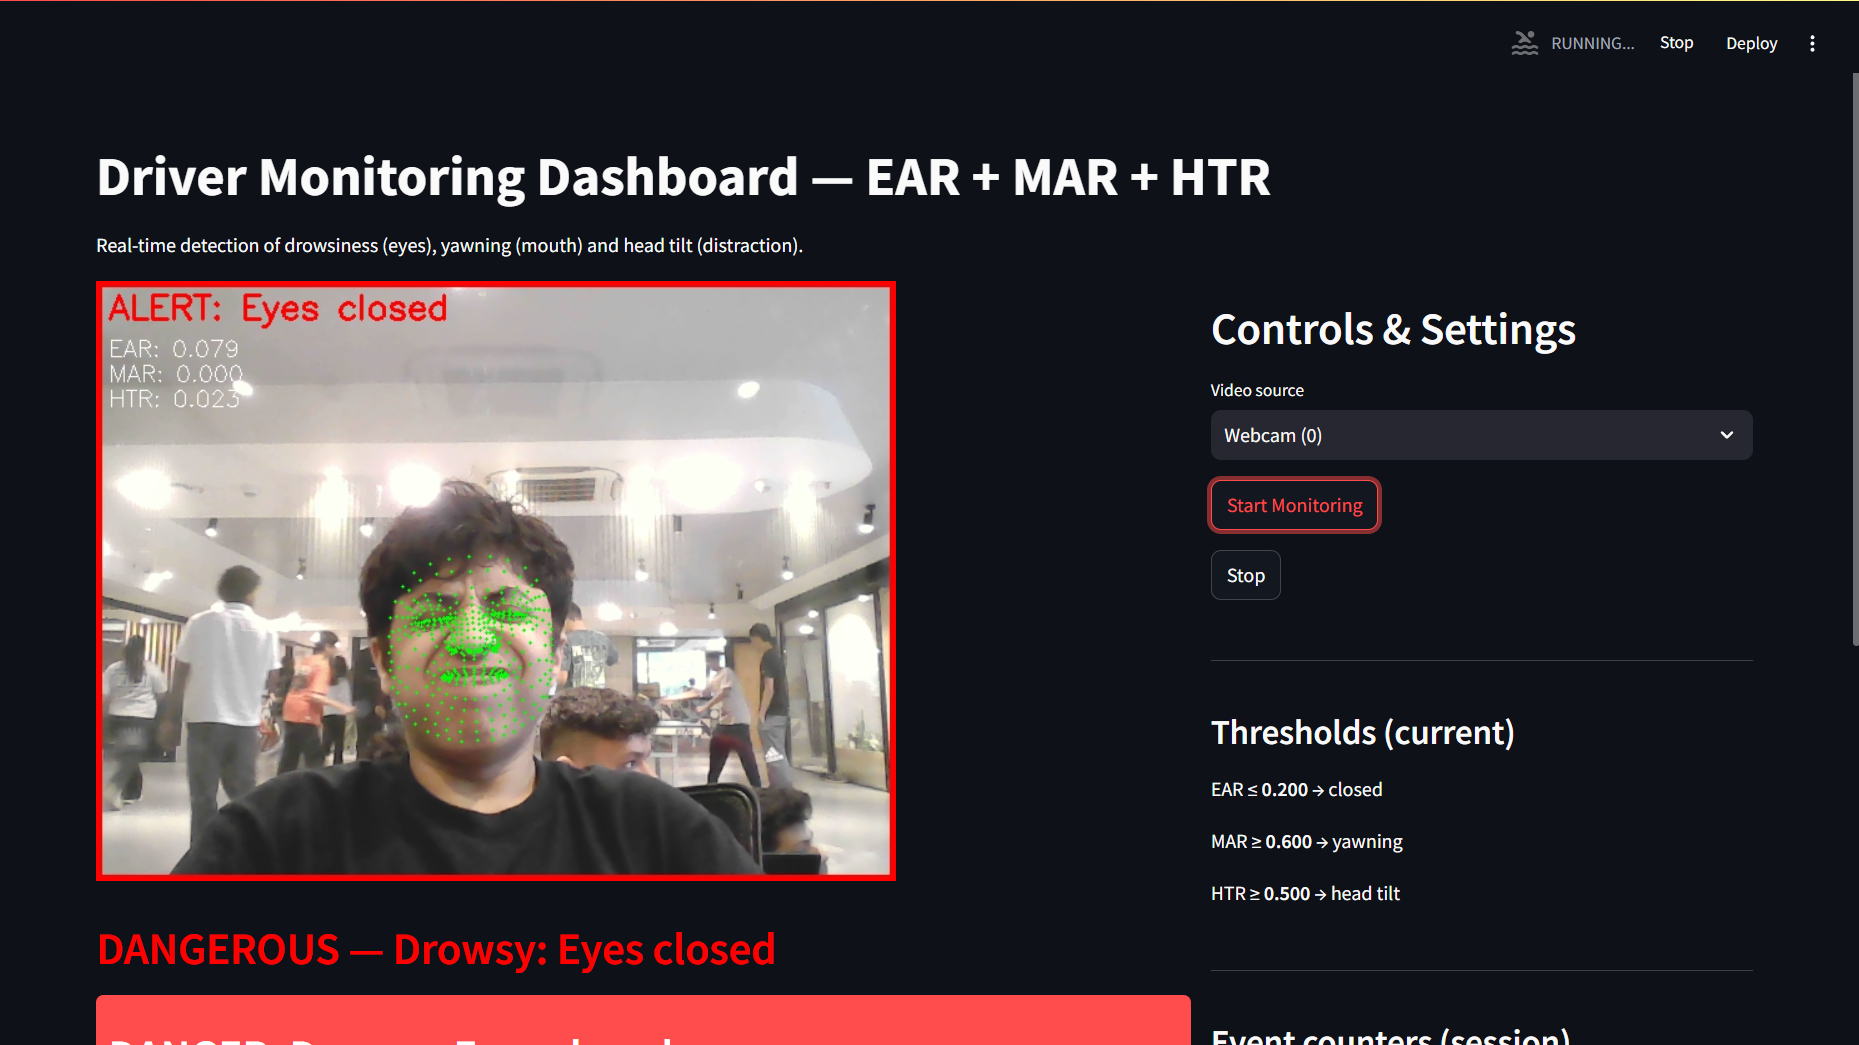 RUNNING...
Stop
Deploy
Driver Monitoring Dashboard — EAR + MAR + HTR
Real-time detection of drowsiness (eyes), yawning (mouth) and head tilt (distraction).
ALERT: Eyes closed
EAR: 0.079
MAR: 0.000
HTR: 0.023
DANGEROUS — Drowsy: Eyes closed
Controls & Settings
Video source
Webcam (0)
Start Monitoring
Stop
Thresholds (current)
EAR ≤ 0.200 → closed
MAR ≥ 0.600 → yawning
HTR ≥ 0.500 → head tilt
Event counters (session)